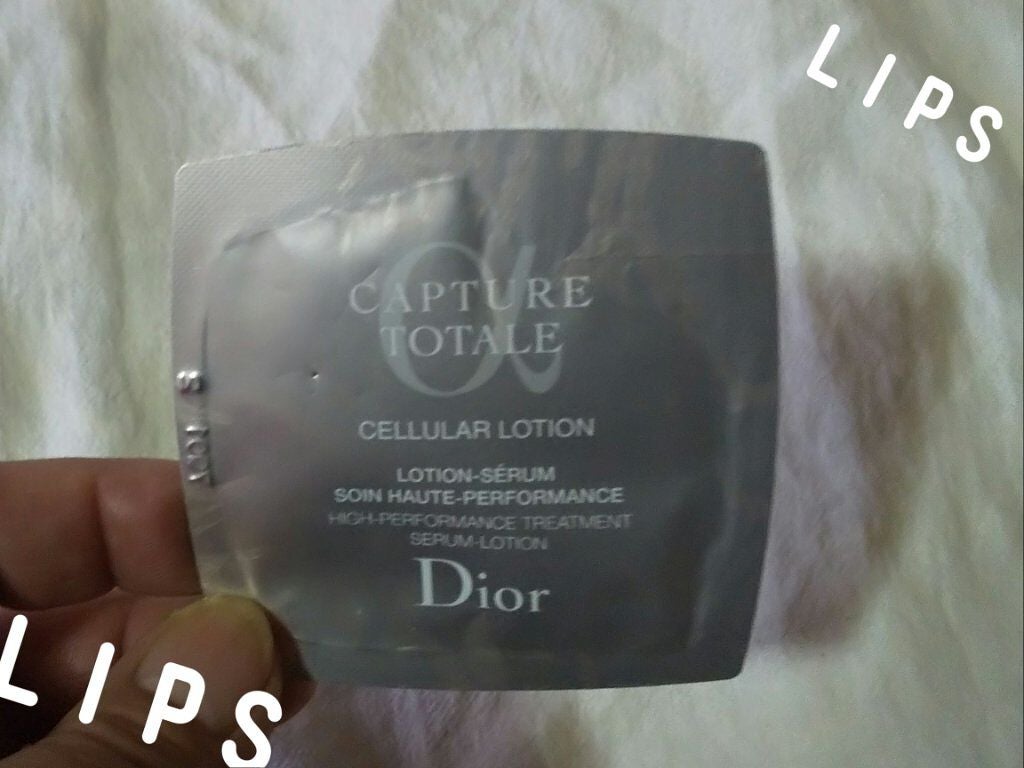 LIPS
CAPTURE
TOTALE
CELLULAR LOTION
LOTION-SÉRUM
SOIN HAUTE-PERFORMANCE
HIGH-PERFORMANCE TREATMENT
SERUM-LOTION
Dior
LIPS